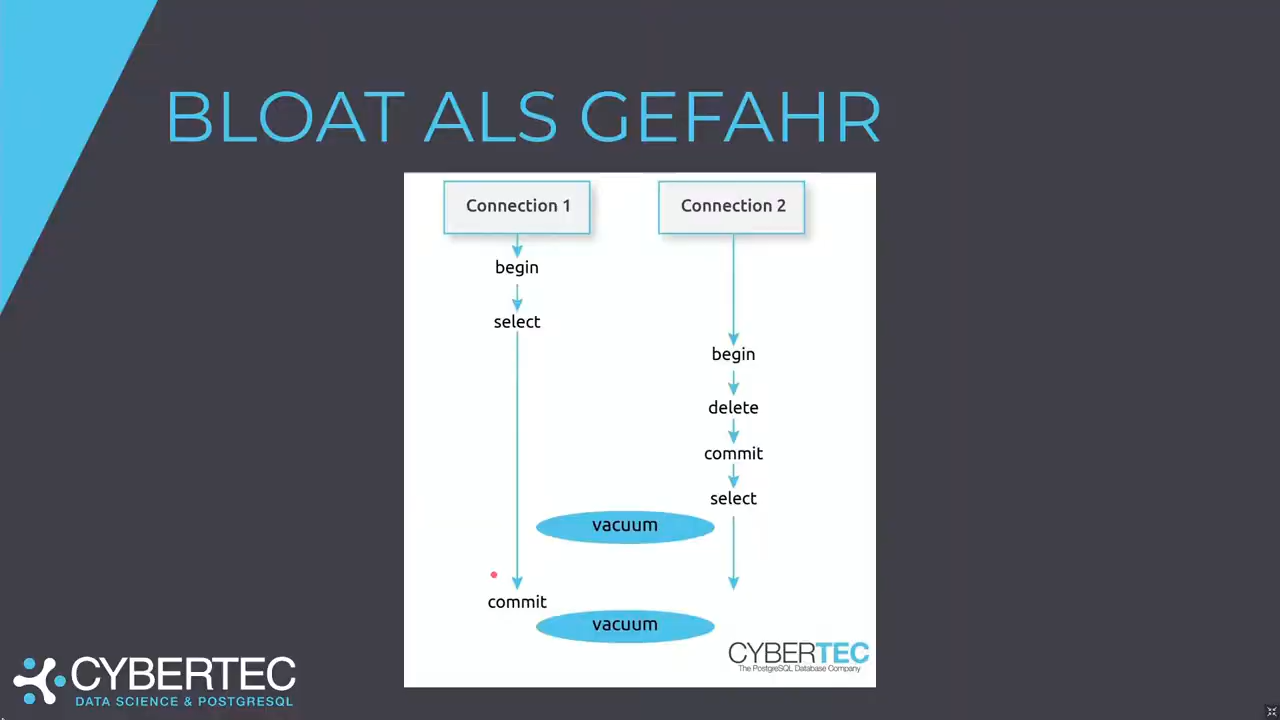 BLOAT ALS GEFAHR
Connection 1
Connection 2
begin
select
begin
delete
commit
select
vacuum
commit
vacuum
CYBERTEC
The PostgreSQL Database Company
CYBERTEC
DATA SCIENCE & POSTGRESQL